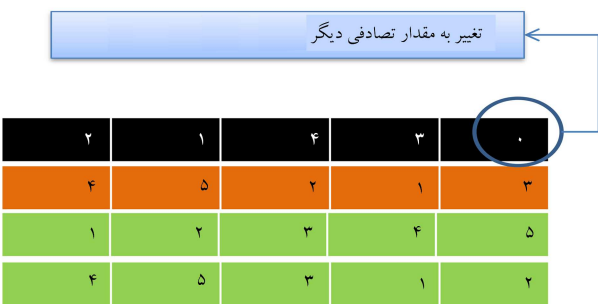 تغییر به مقدار تصادفی دیگر
۰ ۳ ۴ ۱ ۲
۳ ۱ ۲ ۵ ۴
۵ ۴ ۳ ۲ ۱
۲ ۱ ۳ ۵ ۴